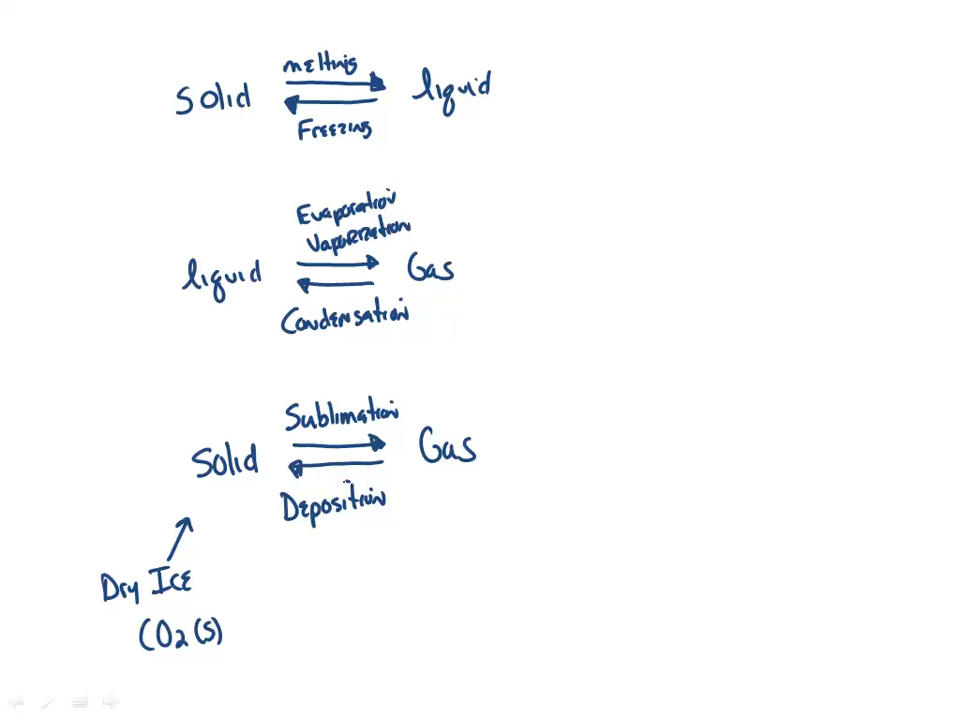 melting
Solid liquid
Freezing
Evaporation
Vaporization
liquid Gas
Condensation
Sublimation
Solid Gas
Deposition
Dry Ice
CO2(s)